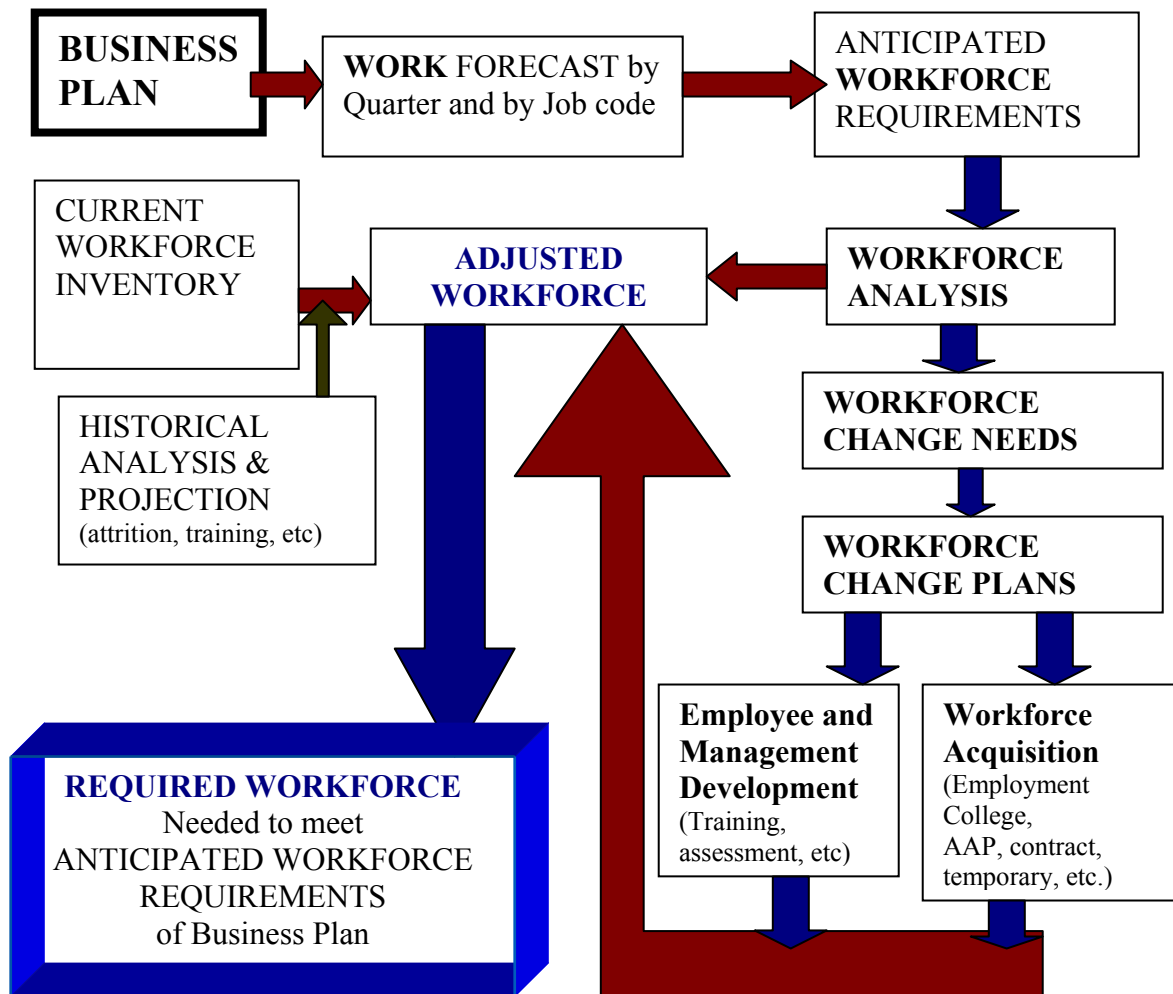 BUSINESS
PLAN
WORK FORECAST by
Quarter and by Job code
ANTICIPATED
WORKFORCE
REQUIREMENTS
CURRENT
WORKFORCE
INVENTORY
ADJUSTED
WORKFORCE
WORKFORCE
ANALYSIS
HISTORICAL
ANALYSIS &
PROJECTION
(attrition, training, etc)
WORKFORCE
CHANGE NEEDS
WORKFORCE
CHANGE PLANS
Employee and
Management
Development
(Training,
assessment, etc)
Workforce
Acquisition
(Employment
College,
AAP, contract,
temporary, etc.)
REQUIRED WORKFORCE
Needed to meet
ANTICIPATED WORKFORCE
REQUIREMENTS
of Business Plan